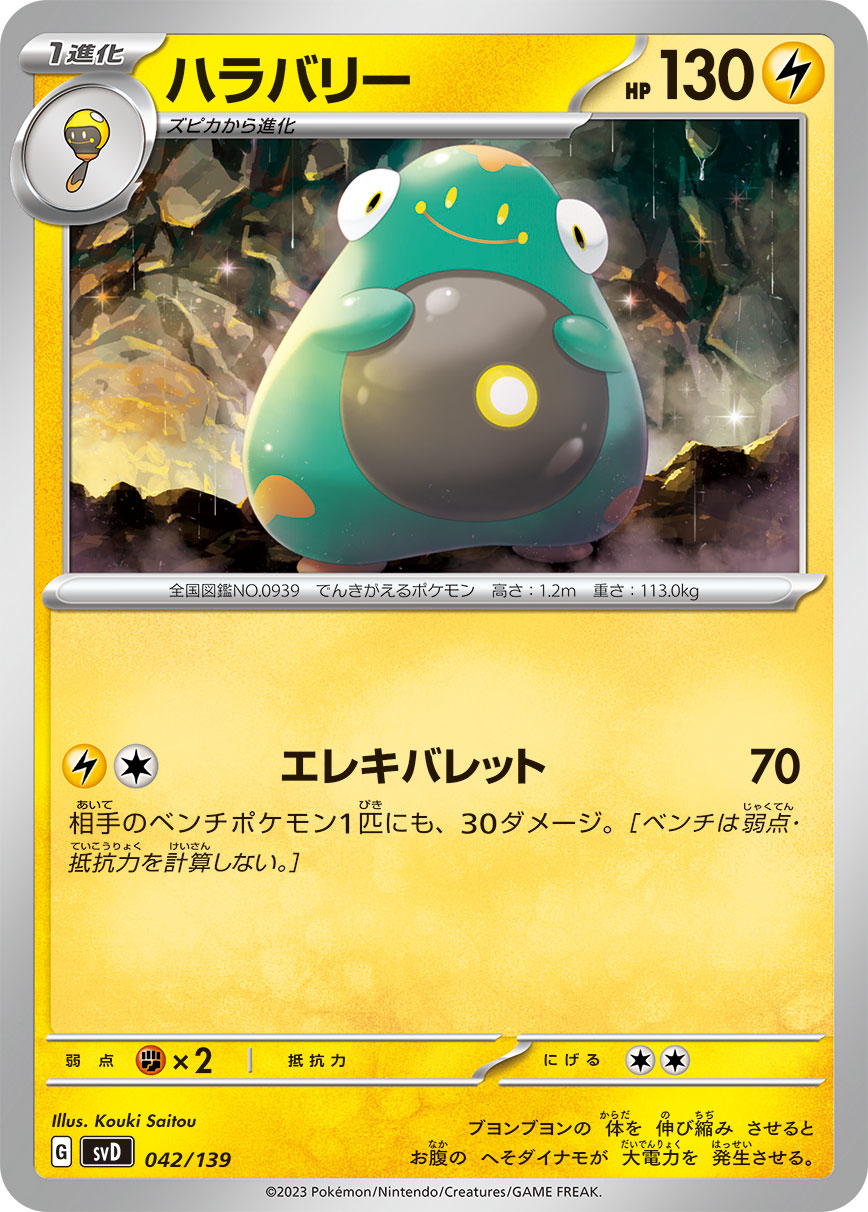 1進化
ハラバリー
HP 130
ズピカから進化
全国図鑑NO.0939 でんきがえるポケモン 高さ:1.2m 重さ:113.0kg
エレキバレット 70
相手のベンチポケモン1匹にも、30ダメージ。[ベンチは弱点・
抵抗力を計算しない。]
弱点 ×2 抵抗力 にげる
Illus. Kouki Saitou
G svD 042/139
ブヨンブヨンの 体を 伸び縮み させると
お腹の へそダイナモが 大電力を 発生させる。
©2023 Pokémon/Nintendo/Creatures/GAME FREAK.